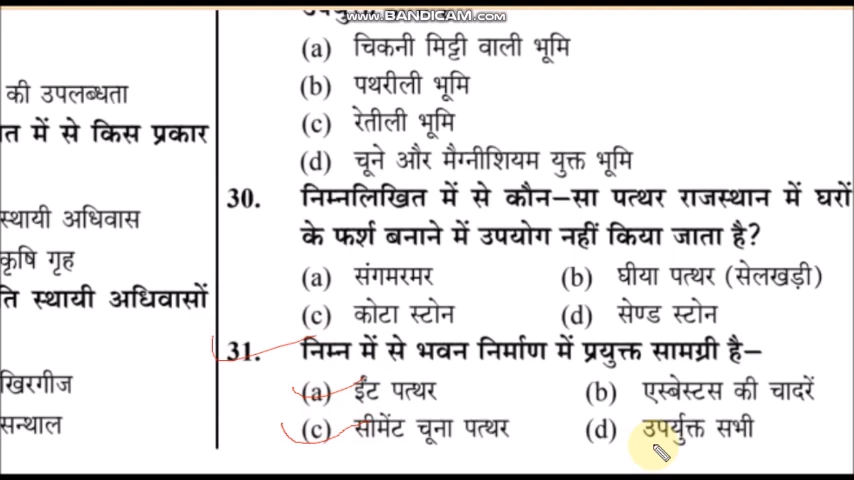 www.BANDICAM.com
उपयुक्त
(a) चिकनी मिट्टी वाली भूमि
(b) पथरीली भूमि
(c) रेतीली भूमि
(d) चूने और मैग्नीशियम युक्त भूमि
30. निम्नलिखित में से कौन-सा पत्थर राजस्थान में घरों
के फर्श बनाने में उपयोग नहीं किया जाता है?
(a) संगमरमर (b) घीया पत्थर (सेलखड़ी)
(c) कोटा स्टोन (d) सेण्ड स्टोन
31. निम्न में से भवन निर्माण में प्रयुक्त सामग्री है–
(a) ईंट पत्थर (b) एस्बेस्टस की चादरें
(c) सीमेंट चूना पत्थर (d) उपर्युक्त सभी
की उपलब्धता
त में से किस प्रकार
स्थायी अधिवास
कृषि गृह
ति स्थायी अधिवासों
खिरगीज
सन्थाल